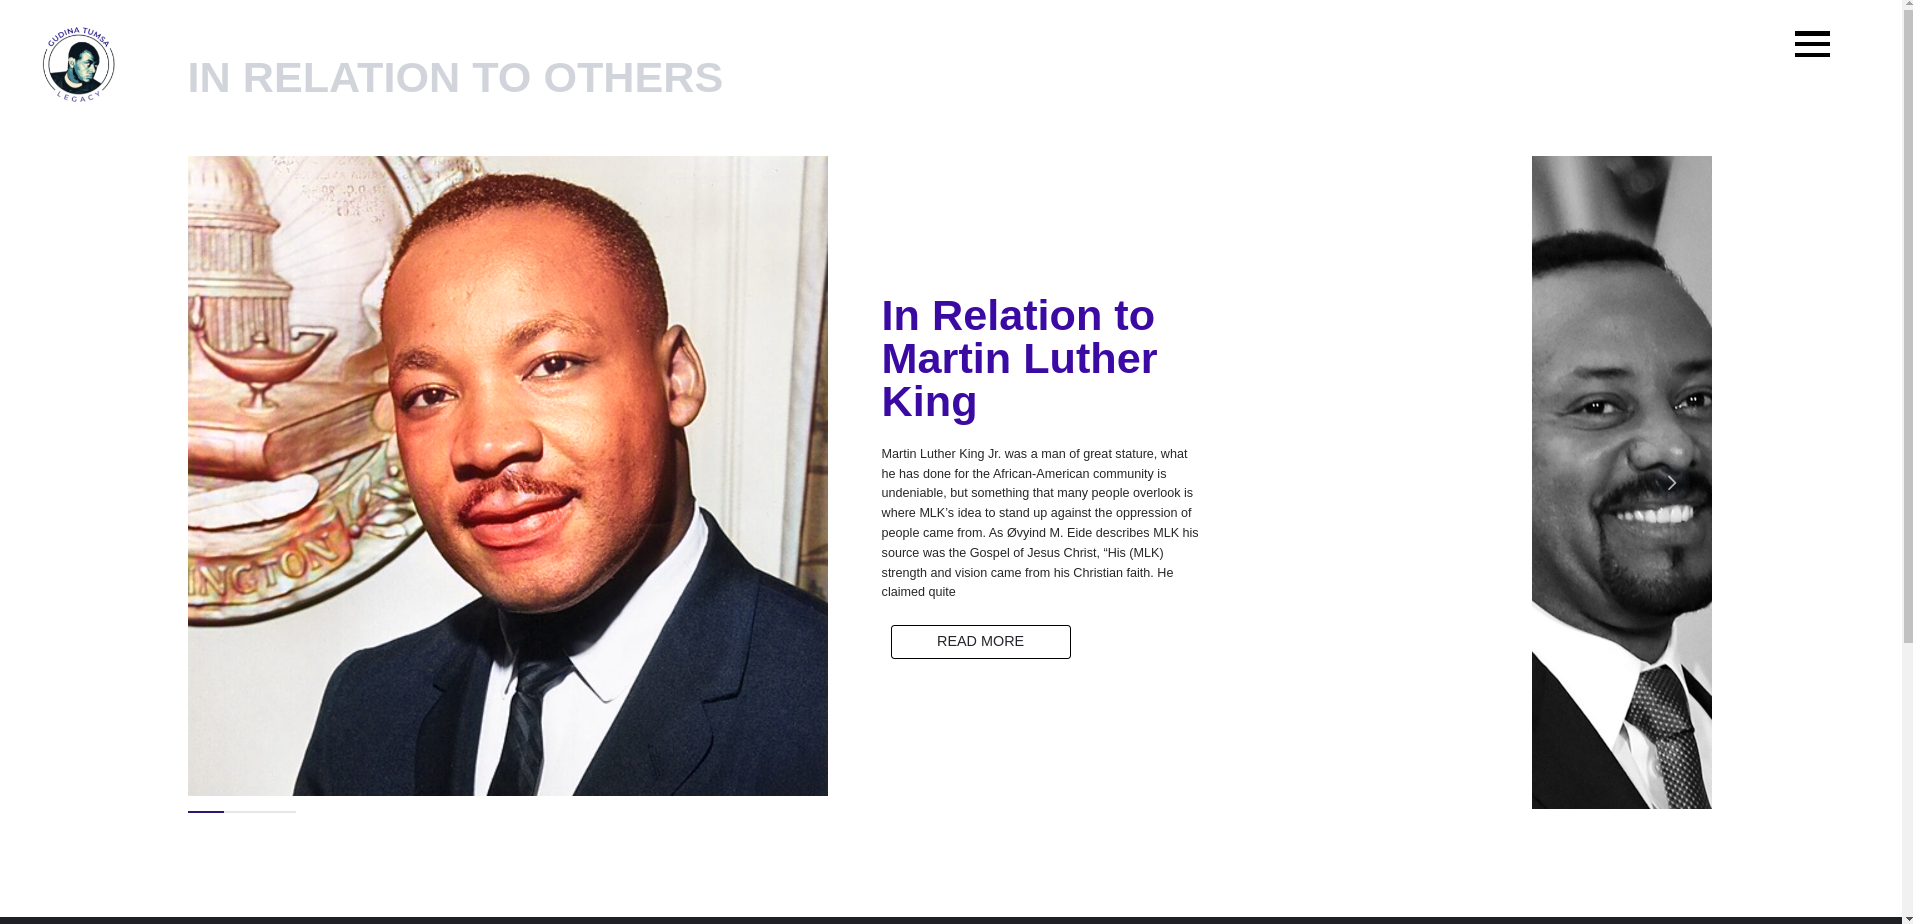 GUDINA TUMSA
LEGACY
IN RELATION TO OTHERS
INGTON
In Relation to
Martin Luther
King
Martin Luther King Jr. was a man of great stature, what
he has done for the African-American community is
undeniable, but something that many people overlook is
where MLK’s idea to stand up against the oppression of
people came from. As Øvyind M. Eide describes MLK his
source was the Gospel of Jesus Christ, “His (MLK)
strength and vision came from his Christian faith. He
claimed quite
READ MORE